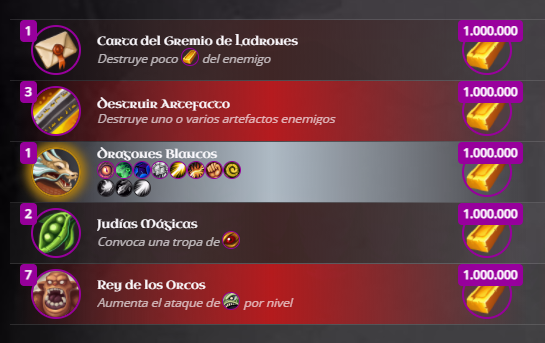 1
Carta del Gremio de Ladrones
Destruye poco del enemigo
1.000.000
3
Destruir Artefacto
Destruye uno o varios artefactos enemigos
1.000.000
1
Dragones Blancos
1.000.000
2
Judías Mágicas
Convoca una tropa de
1.000.000
7
Rey de los Orcos
Aumenta el ataque de por nivel
1.000.000